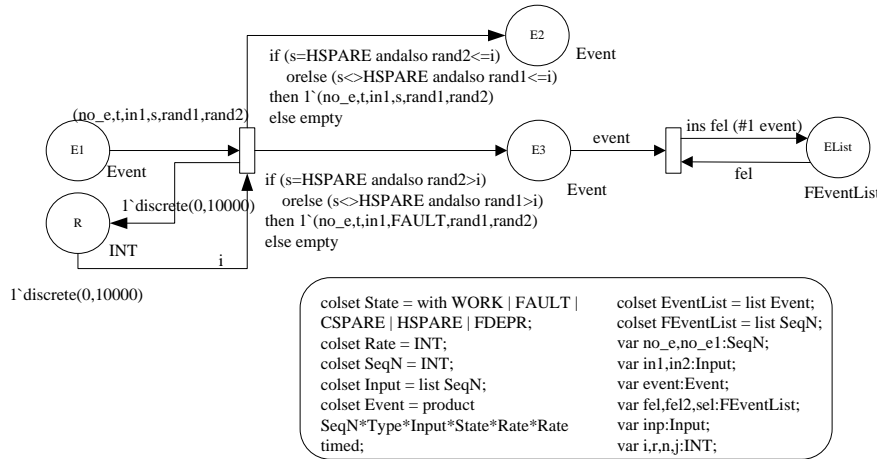 E2
Event
if (s=HSPARE andalso rand2<=i)
orelse (s<>HSPARE andalso rand1<=i)
then 1`(no_e,t,in1,s,rand1,rand2)
else empty
(no_e,t,in1,s,rand1,rand2)
E1
Event
E3
Event
event
ins fel (#1 event)
fel
EList
FEventList
if (s=HSPARE andalso rand2>i)
orelse (s<>HSPARE andalso rand1>i)
then 1`(no_e,t,in1,FAULT,rand1,rand2)
else empty
1`discrete(0,10000)
R
INT
i
1`discrete(0,10000)
colset State = with WORK | FAULT |
CSPARE | HSPARE | FDEPR;
colset Rate = INT;
colset SeqN = INT;
colset Input = list SeqN;
colset Event = product
SeqN*Type*Input*State*Rate*Rate
timed;
colset EventList = list Event;
colset FEventList = list SeqN;
var no_e,no_e1:SeqN;
var in1,in2:Input;
var event:Event;
var fel,fel2,sel:FEventList;
var inp:Input;
var i,r,n,j:INT;